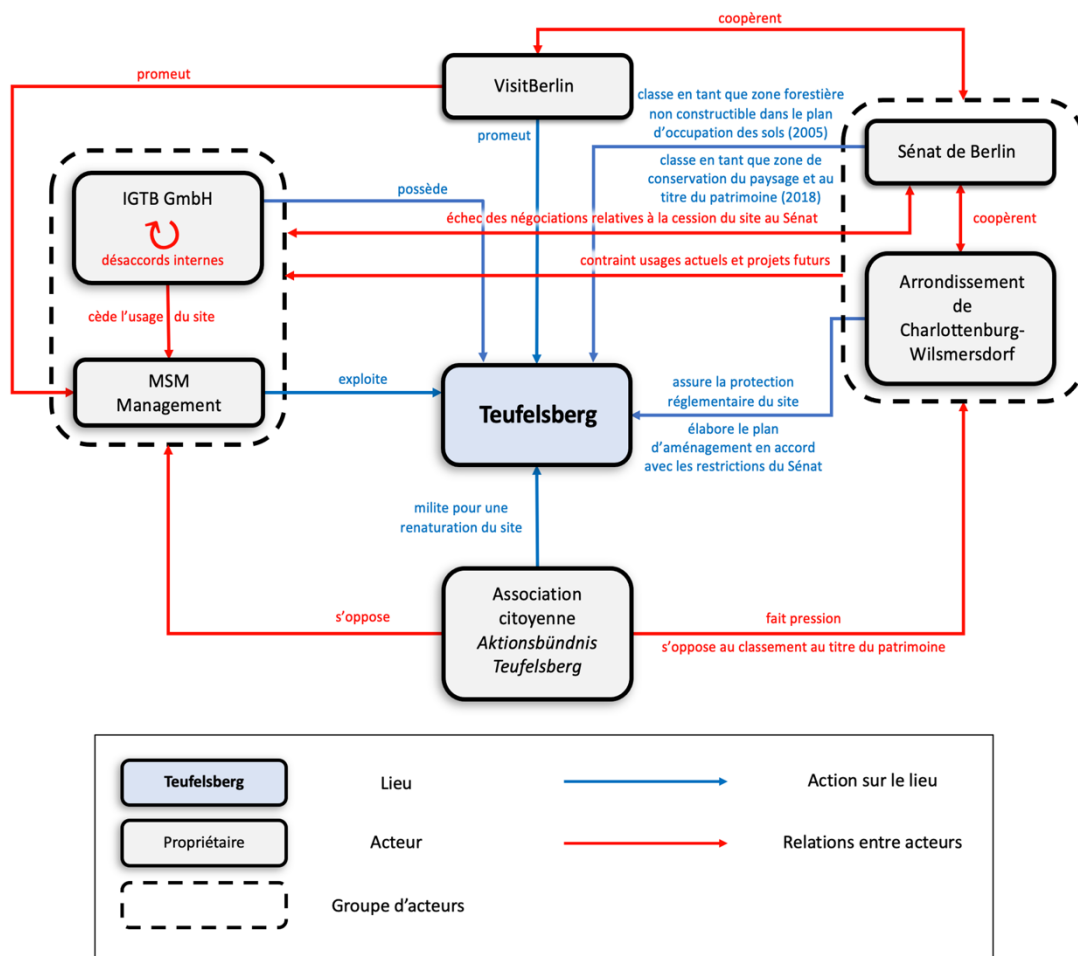 coopèrent
promeut
VisitBerlin
classe en tant que zone forestière
non constructible dans le plan
d'occupation des sols (2005)
promeut
Sénat de Berlin
classe en tant que zone de
conservation du paysage et au
titre du patrimoine (2018)
IGTB GmbH
possède
échec des négociations relatives à la cession du site au Sénat
coopèrent
désaccords internes
contraint usages actuels et projets futurs
Arrondissement
de
Charlottenburg-
Wilsmersdorf
cède l'usage du site
MSM
Management
exploite
Teufelsberg
assure la protection
réglementaire du site
élabore le plan
d'aménagement en accord
avec les restrictions du Sénat
milite pour une
renaturation du site
Association
citoyenne
Aktionsbündnis
Teufelsberg
s'oppose
fait pression
s'oppose au classement au titre du patrimoine
Teufelsberg
Lieu
Action sur le lieu
Propriétaire
Acteur
Relations entre acteurs
Groupe d'acteurs